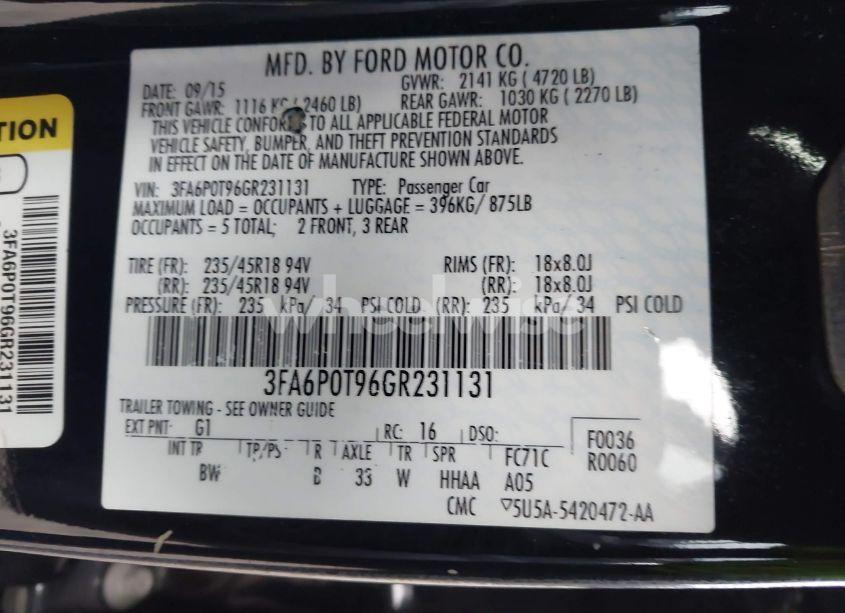 MFD. BY FORD MOTOR CO.
DATE: 09/15 GVWR: 2141 KG ( 4720 LB)
FRONT GAWR: 1116 KG ( 2460 LB) REAR GAWR: 1030 KG ( 2270 LB)
THIS VEHICLE CONFOR TO ALL APPLICABLE FEDERAL MOTOR
VEHICLE SAFETY, BUMPER, AND THEFT PREVENTION STANDARDS
IN EFFECT ON THE DATE OF MANUFACTURE SHOWN ABOVE.
VIN: 3FA6P0T96GR231131 TYPE: Passenger Car
MAXIMUM LOAD = OCCUPANTS + LUGGAGE = 396KG/ 875LB
OCCUPANTS = 5 TOTAL; 2 FRONT, 3 REAR
TIRE (FR): 235/45R18 94V RIMS (FR): 18x8.0J
(RR): 235/45R18 94V (RR): 18x8.0J
PRESSURE (FR): 235 kPa/ 34 PSI COLD (RR): 235 kPa/ 34 PSI COLD
wheelwise
3FA6P0T96GR231131
TRAILER TOWING - SEE OWNER GUIDE
EXT PNT: G1 RC: 16 DSO: F0036
INT TR TP/PS R AXLE TR SPR FC71C R0060
BW B 33 W HHAA A05
CMC 5U5A-5420472-AA
TION
3FA6P0T96GR231131